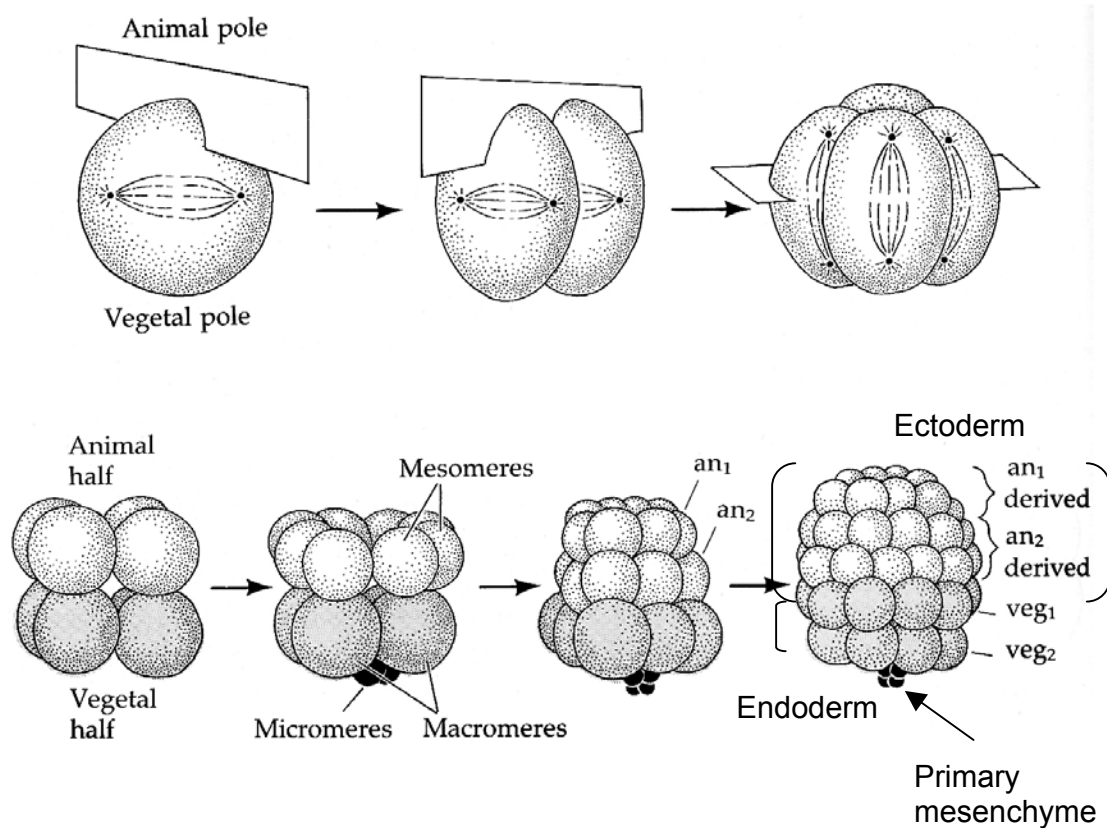 Animal pole
Vegetal pole
Animal
half
Mesomeres
an₁
an₂
Ectoderm
an₁
derived
an₂
derived
veg₁
veg₂
Vegetal
half
Micromeres
Macromeres
Endoderm
Primary
mesenchyme